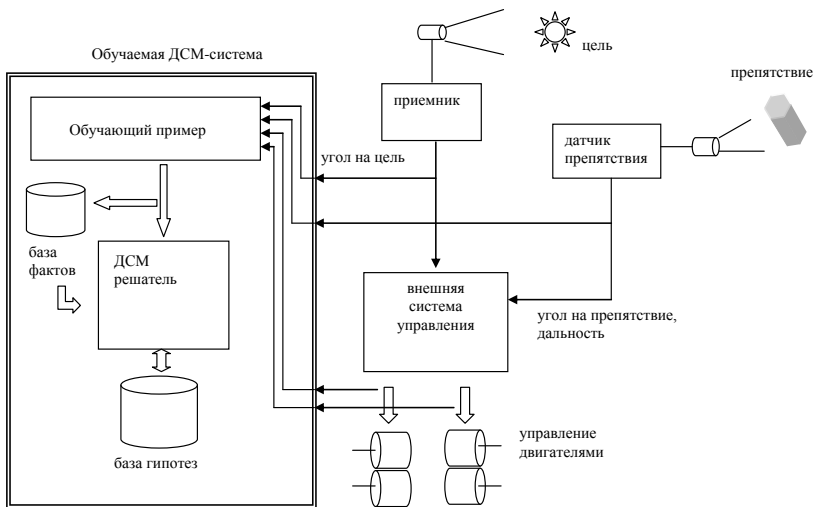 Обучаемая ДСМ-система
цель
препятствие
приемник
Обучающий пример
датчик
препятствия
угол на цель
база
фактов
ДСМ
решатель
внешняя
система
управления
угол на препятствие,
дальность
управление
двигателями
база гипотез